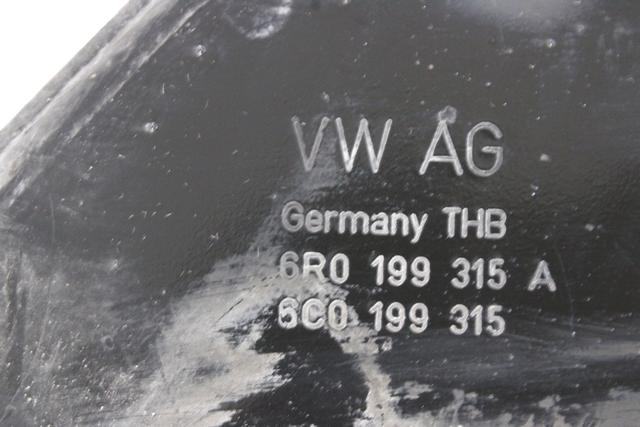 VW AG
Germany THB
6R0 199 315 A
6C0 199 315